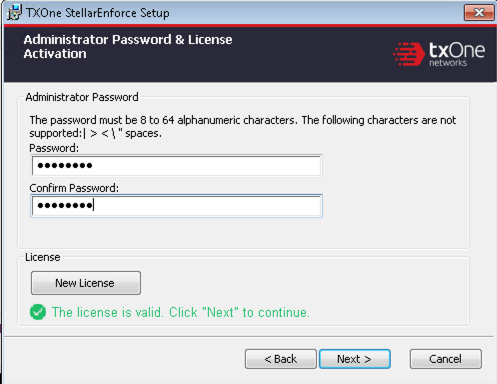 TXOne StellarEnforce Setup
Administrator Password & License
Activation
txOne
networks
Administrator Password
The password must be 8 to 64 alphanumeric characters. The following characters are not
supported:| > < \ " spaces.
Password:
●●●●●●●●
Confirm Password:
●●●●●●●●
License
New License
The license is valid. Click "Next" to continue.
< Back
Next >
Cancel